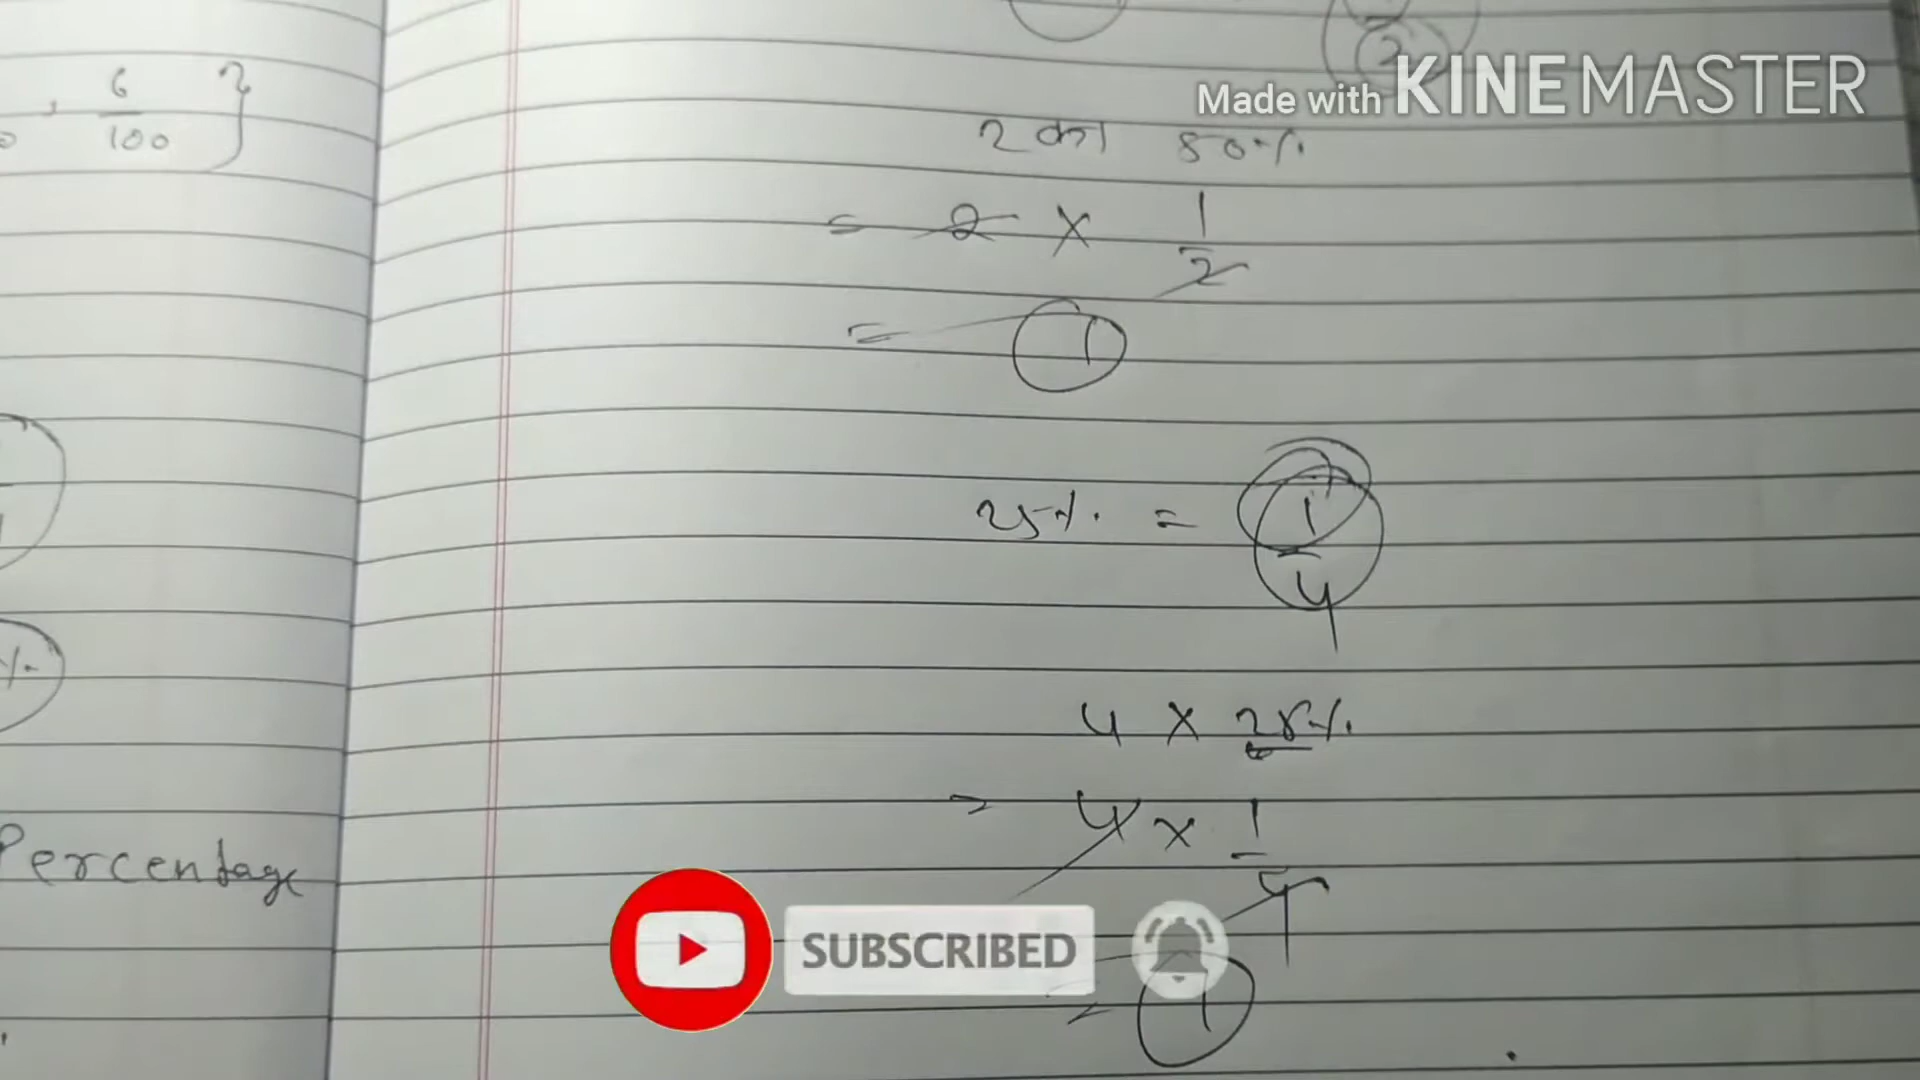 6
100 }
Percentage
Made with KINEMASTER
2 का 50%
= 2 × 1/2
= 1
25% = 1/4
4 × 25%
= 4 × 1/4
= 1
SUBSCRIBED